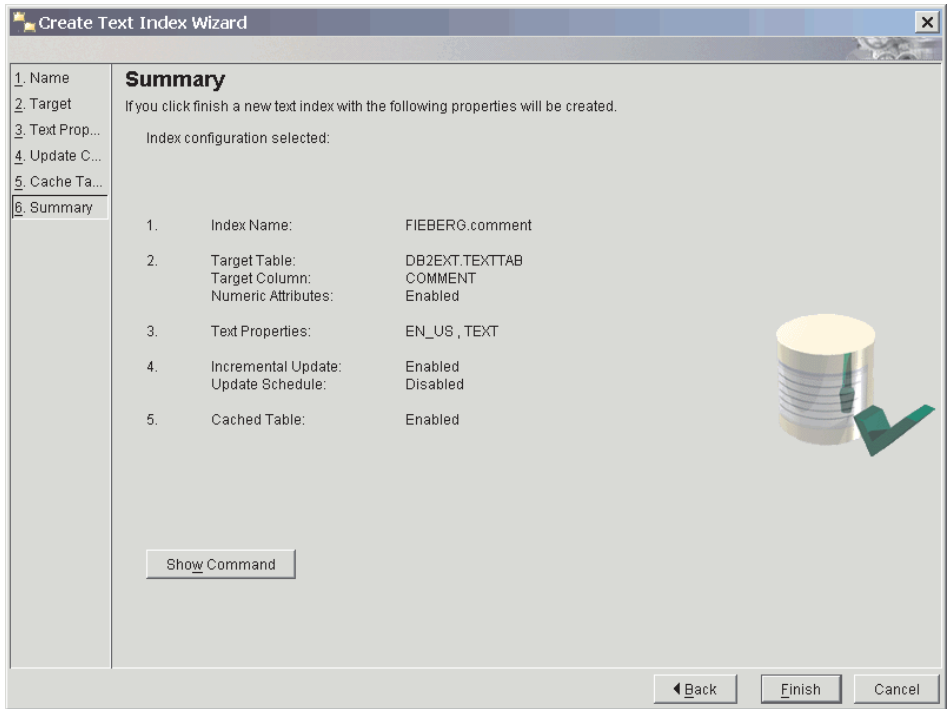 Create Text Index Wizard
1. Name
2. Target
3. Text Prop...
4. Update C...
5. Cache Ta...
6. Summary
Summary
If you click finish a new text index with the following properties will be created.
Index configuration selected:
1. Index Name: FIEBERG.comment
2. Target Table: DB2EXT.TEXTTAB
Target Column: COMMENT
Numeric Attributes: Enabled
3. Text Properties: EN_US , TEXT
4. Incremental Update: Enabled
Update Schedule: Disabled
5. Cached Table: Enabled
Show Command
Back Finish Cancel